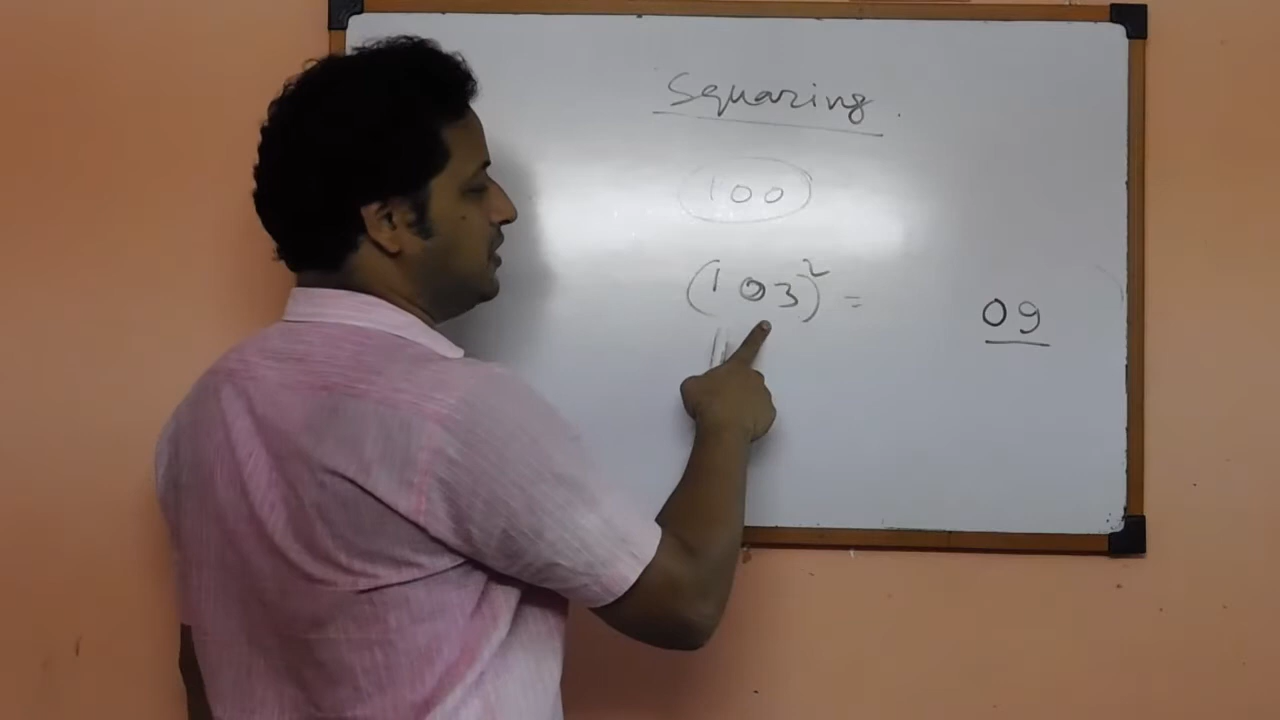 Squaring
100
(103)² =
09